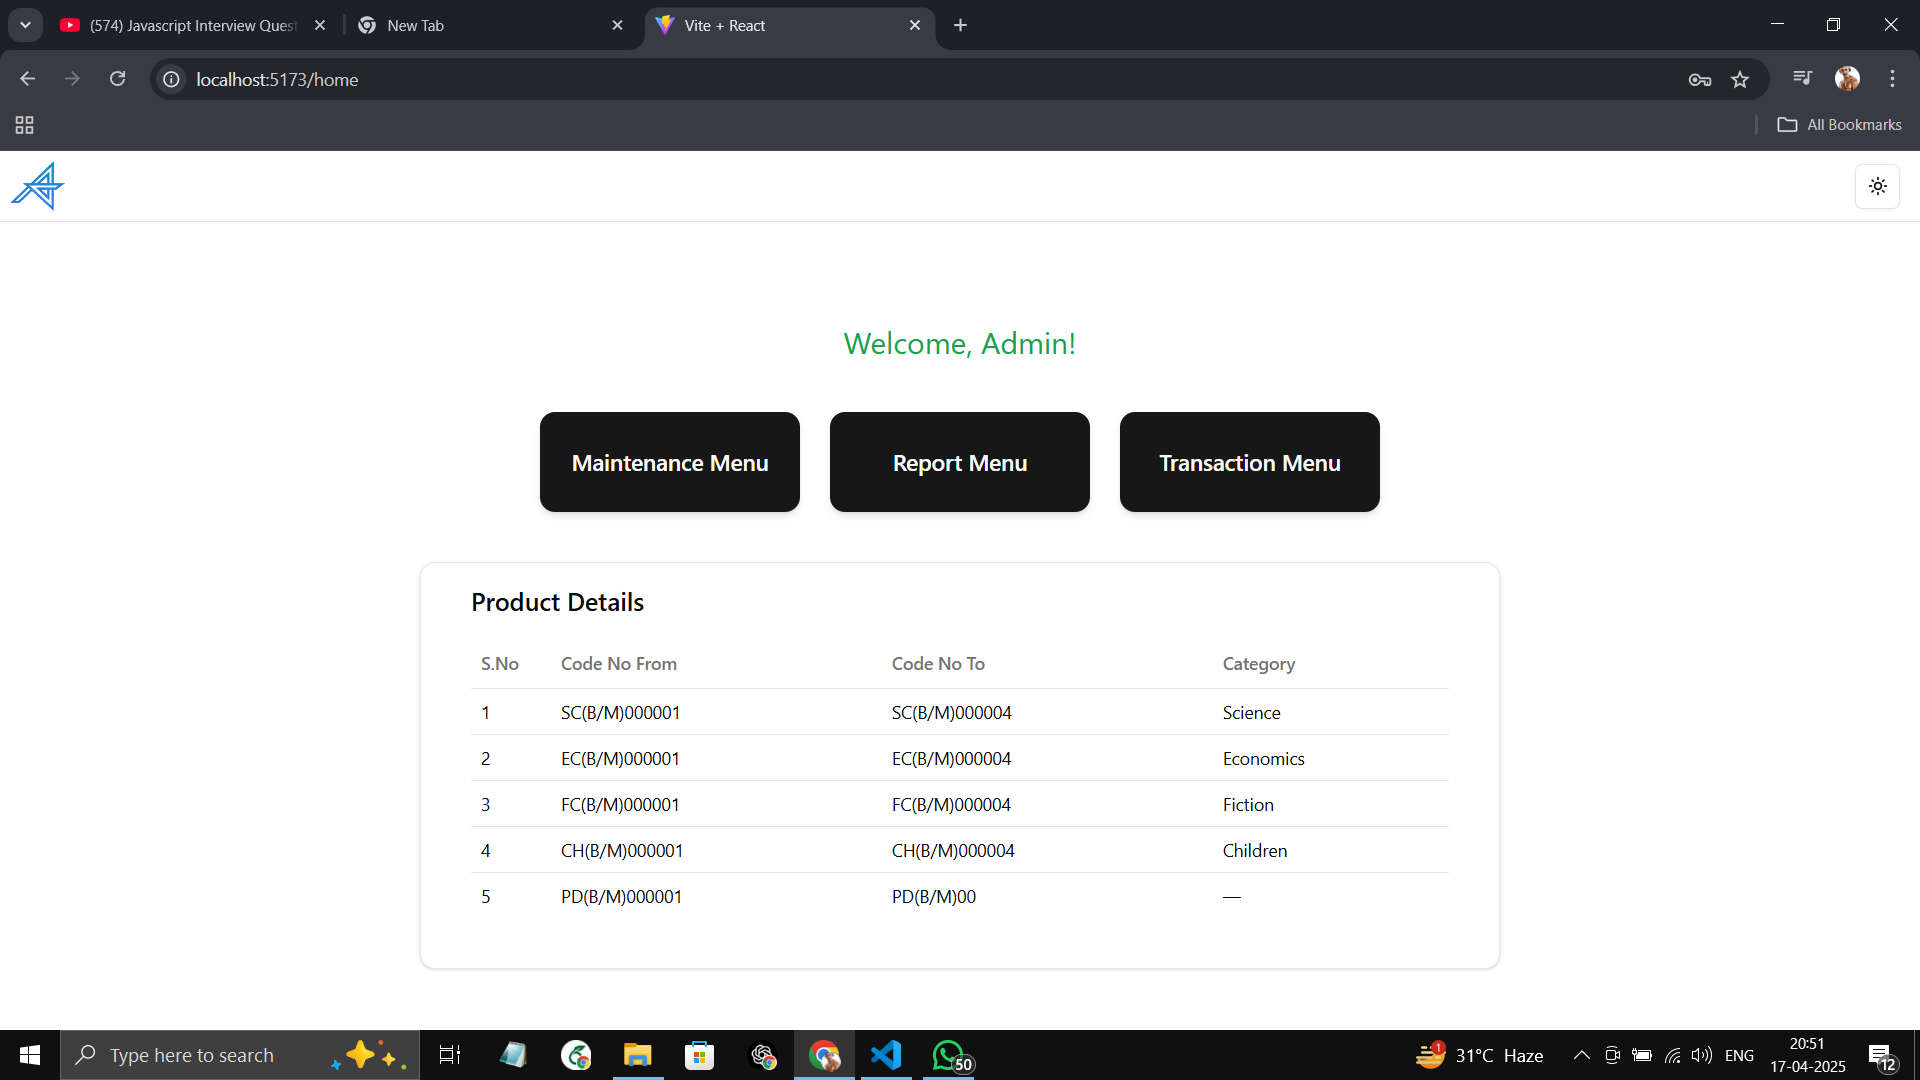 (574) Javascript Interview Quest
New Tab
Vite + React
localhost:5173/home
All Bookmarks
Welcome, Admin!
Maintenance Menu
Report Menu
Transaction Menu
Product Details
S.No Code No From Code No To Category
1 SC(B/M)000001 SC(B/M)000004 Science
2 EC(B/M)000001 EC(B/M)000004 Economics
3 FC(B/M)000001 FC(B/M)000004 Fiction
4 CH(B/M)000001 CH(B/M)000004 Children
5 PD(B/M)000001 PD(B/M)00 —
Type here to search
50
1
31°C Haze
ENG
20:51
17-04-2025
12